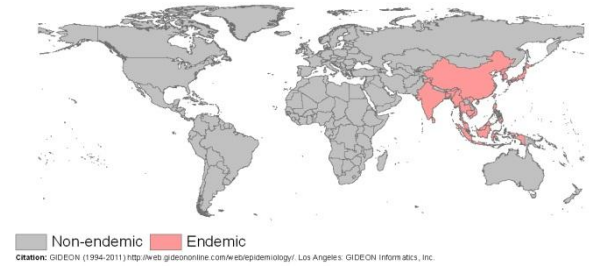 Non-endemic Endemic
Citation: GIDEON (1994-2011) http://web.gideononline.com/web/epidemiology/. Los Angeles: GIDEON Informatics, Inc.